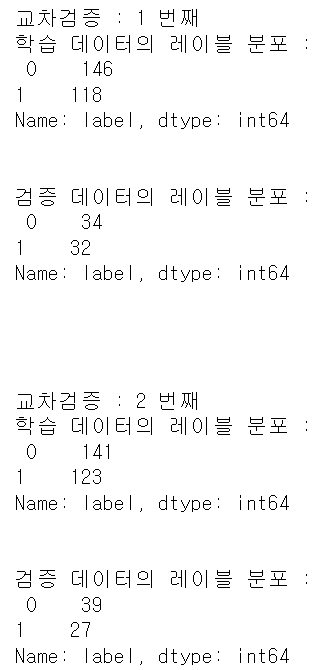 교차검증 : 1 번째
학습 데이터의 레이블 분포 :
0    146
1    118
Name: label, dtype: int64
검증 데이터의 레이블 분포 :
0    34
1    32
Name: label, dtype: int64
교차검증 : 2 번째
학습 데이터의 레이블 분포 :
0    141
1    123
Name: label, dtype: int64
검증 데이터의 레이블 분포 :
0    39
1    27
Name: label, dtype: int64